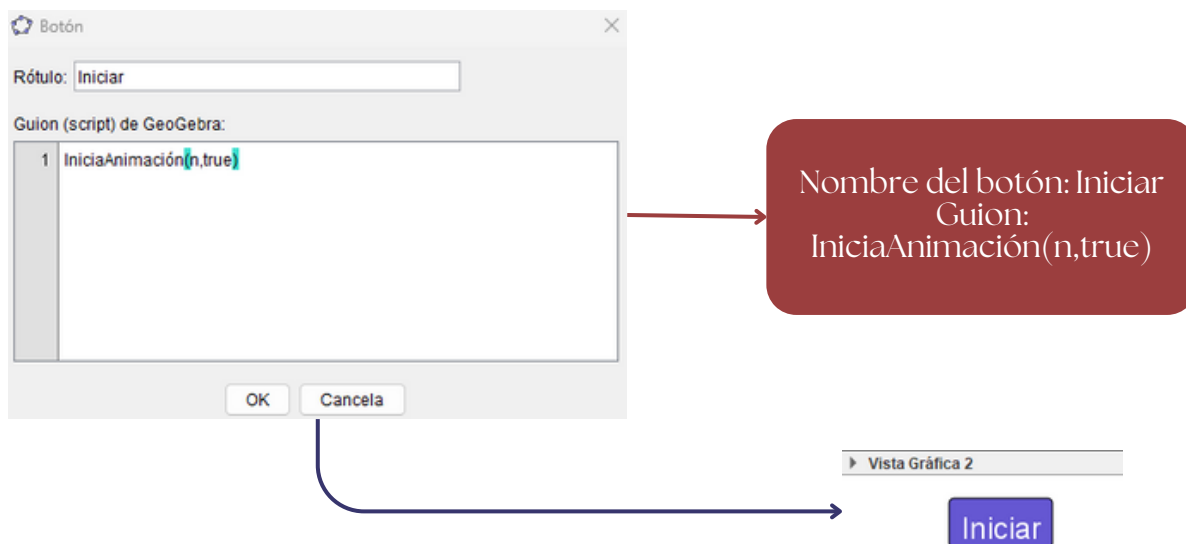 Botón
Rótulo: Iniciar
Guion (script) de GeoGebra:
1 IniciaAnimación(n,true)
OK Cancela
Nombre del botón: Iniciar
Guion:
IniciaAnimación(n,true)
Vista Gráfica 2
Iniciar